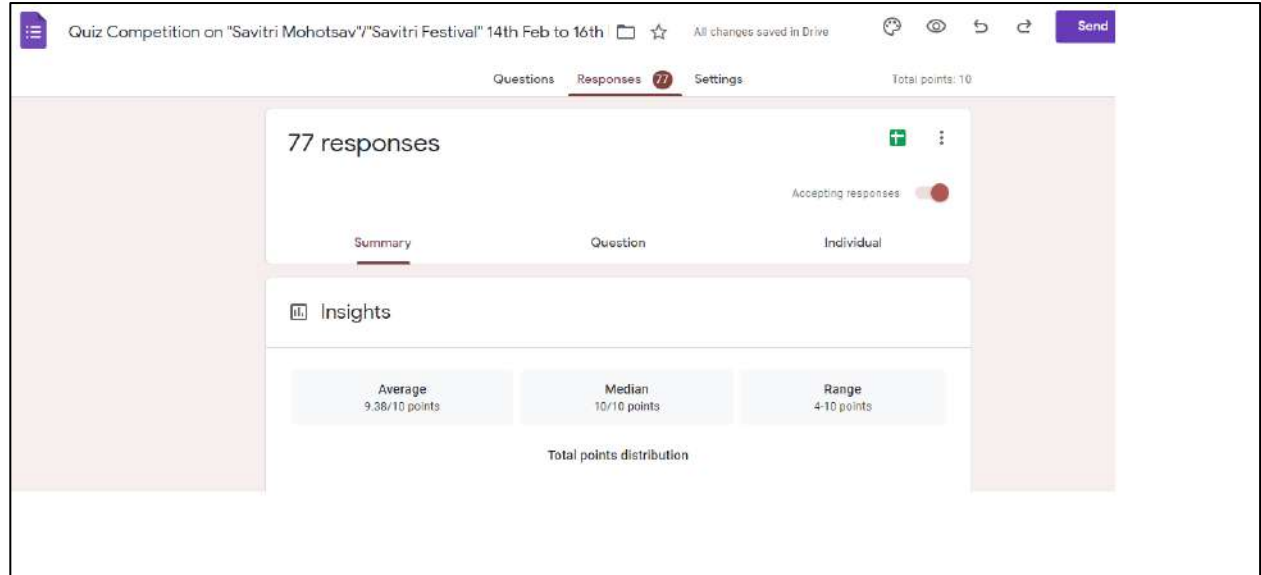 Quiz Competition on "Savitri Mohotsav"/"Savitri Festival" 14th Feb to 16th
All changes saved in Drive
Send
Questions
Responses 77
Settings
Total points: 10
77 responses
Accepting responses
Summary
Question
Individual
Insights
Average
9.38/10 points
Median
10/10 points
Range
4-10 points
Total points distribution